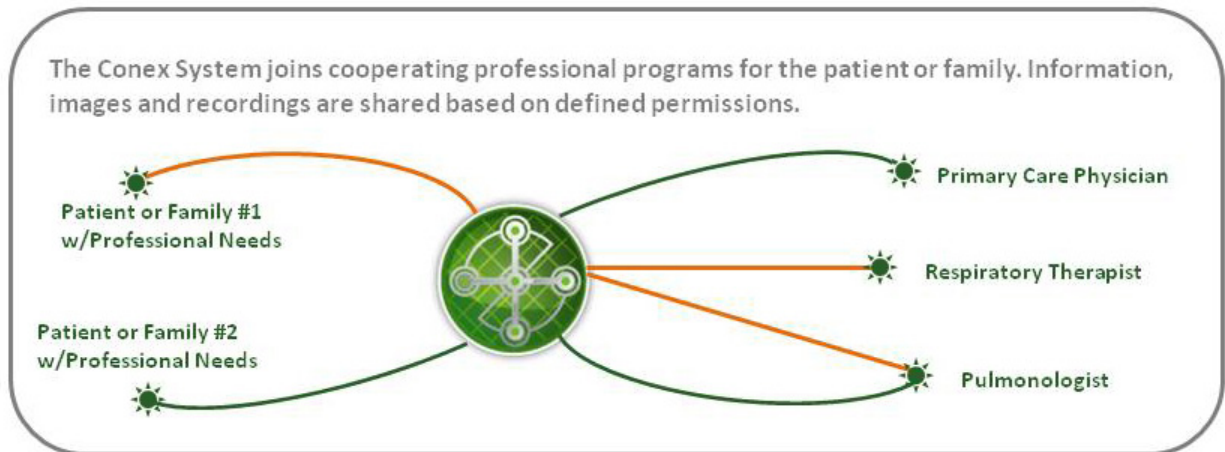 The Conex System joins cooperating professional programs for the patient or family. Information,
images and recordings are shared based on defined permissions.
Patient or Family #1
w/Professional Needs
Patient or Family #2
w/Professional Needs
Primary Care Physician
Respiratory Therapist
Pulmonologist